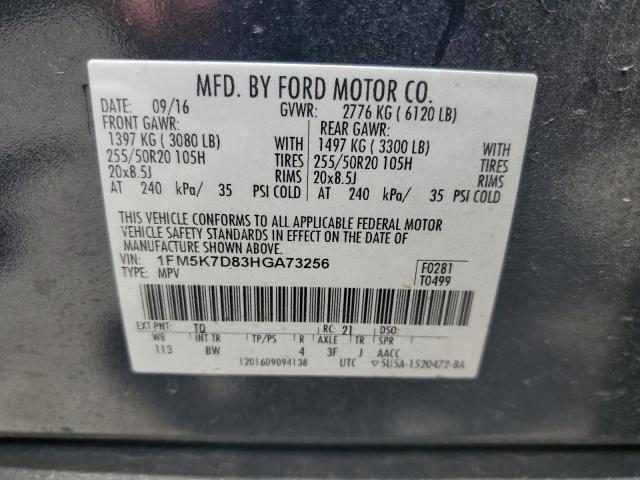 MFD. BY FORD MOTOR CO.
DATE: 09/16 GVWR: 2776 KG ( 6120 LB)
FRONT GAWR: REAR GAWR:
1397 KG ( 3080 LB) WITH 1497 KG ( 3300 LB) WITH
255/50R20 105H TIRES 255/50R20 105H TIRES
20x8.5J RIMS 20x8.5J RIMS
AT 240 kPa/ 35 PSI COLD AT 240 kPa/ 35 PSI COLD
THIS VEHICLE CONFORMS TO ALL APPLICABLE FEDERAL MOTOR
VEHICLE SAFETY STANDARDS IN EFFECT ON THE DATE OF
MANUFACTURE SHOWN ABOVE.
VIN: 1FM5K7D83HGA73256 F0281
TYPE: MPV T0499
EXT PNT: TQ RC: 21 DSO:
WB INT TR TP/PS R AXLE TR SPR
113 BW 4 3F J AACC
1201609094138 UTC ▽SU5A-1520472-BA